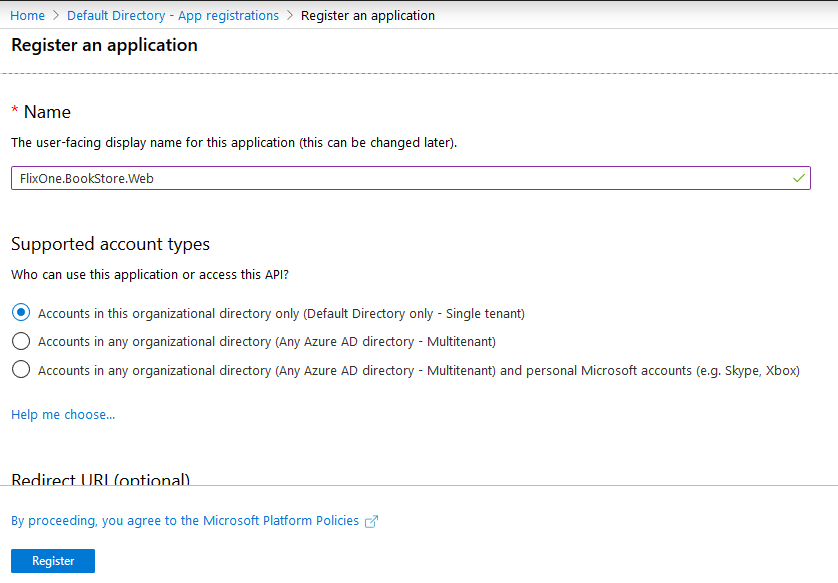 Home > Default Directory - App registrations > Register an application
Register an application
* Name
The user-facing display name for this application (this can be changed later).
FlixOne.BookStore.Web
Supported account types
Who can use this application or access this API?
Accounts in this organizational directory only (Default Directory only - Single tenant)
Accounts in any organizational directory (Any Azure AD directory - Multitenant)
Accounts in any organizational directory (Any Azure AD directory - Multitenant) and personal Microsoft accounts (e.g. Skype, Xbox)
Help me choose...
Redirect URI (optional)
By proceeding, you agree to the Microsoft Platform Policies
Register